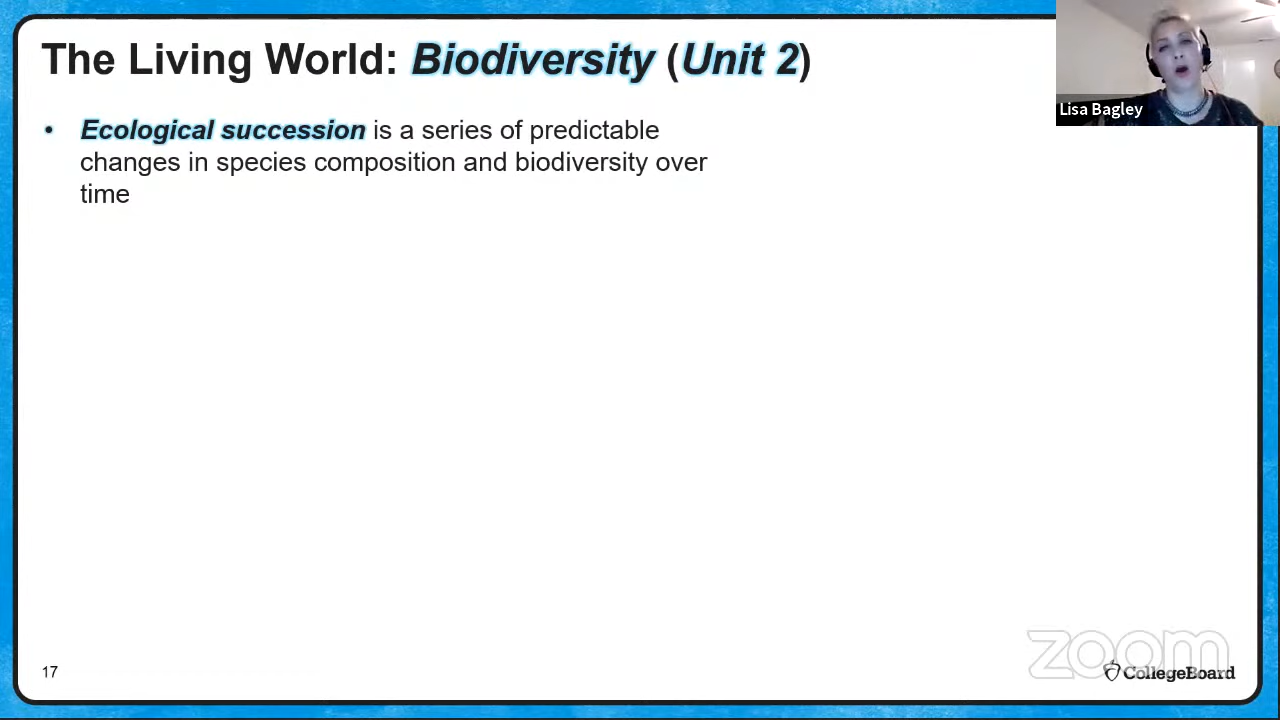 The Living World: Biodiversity (Unit 2)
Lisa Bagley
• Ecological succession is a series of predictable
changes in species composition and biodiversity over
time
zoom
17
CollegeBoard